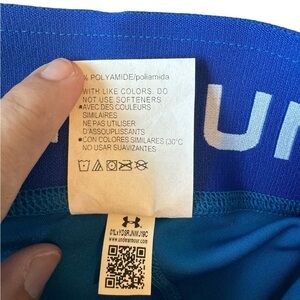 % POLYAMIDE/poliamida
WITH LIKE COLORS. DO
NOT USE SOFTENERS
•AVEC DES COULEURS
SIMILAIRES
NE PAS UTILISER
D'ASSOUPLISSANTS
•CON COLORES SIMILARES (30°C
NO USAR SUAVIZANTES
UN
www.underarmour.com